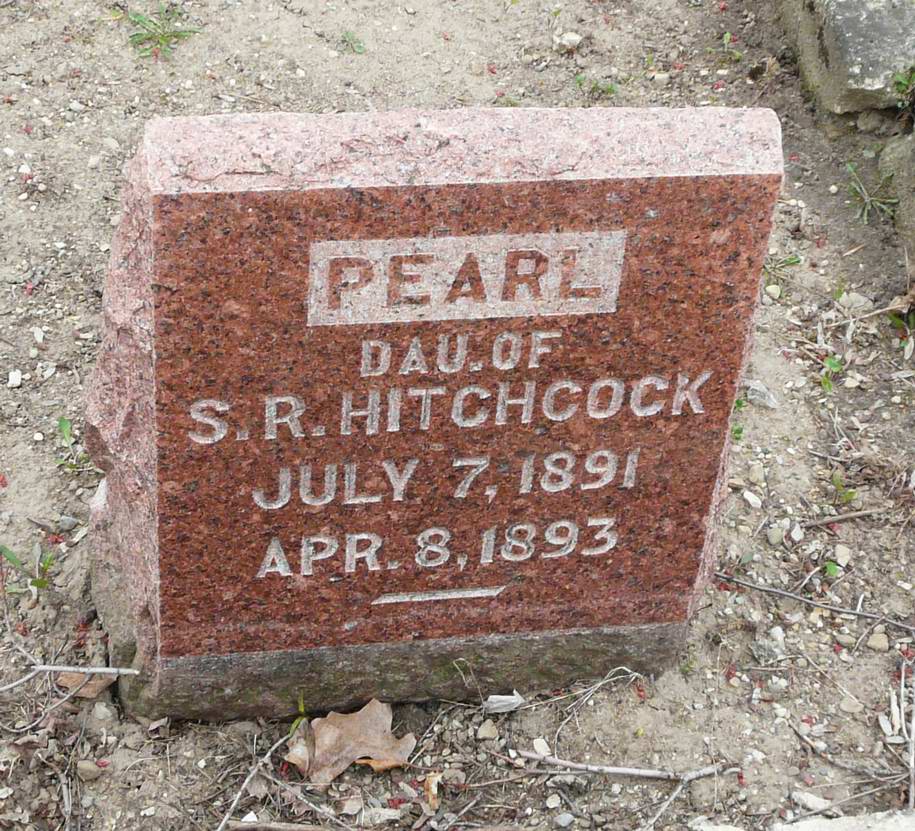 PEARL
DAU. OF
S. R. HITCHCOCK
JULY 7, 1891
APR. 8, 1893